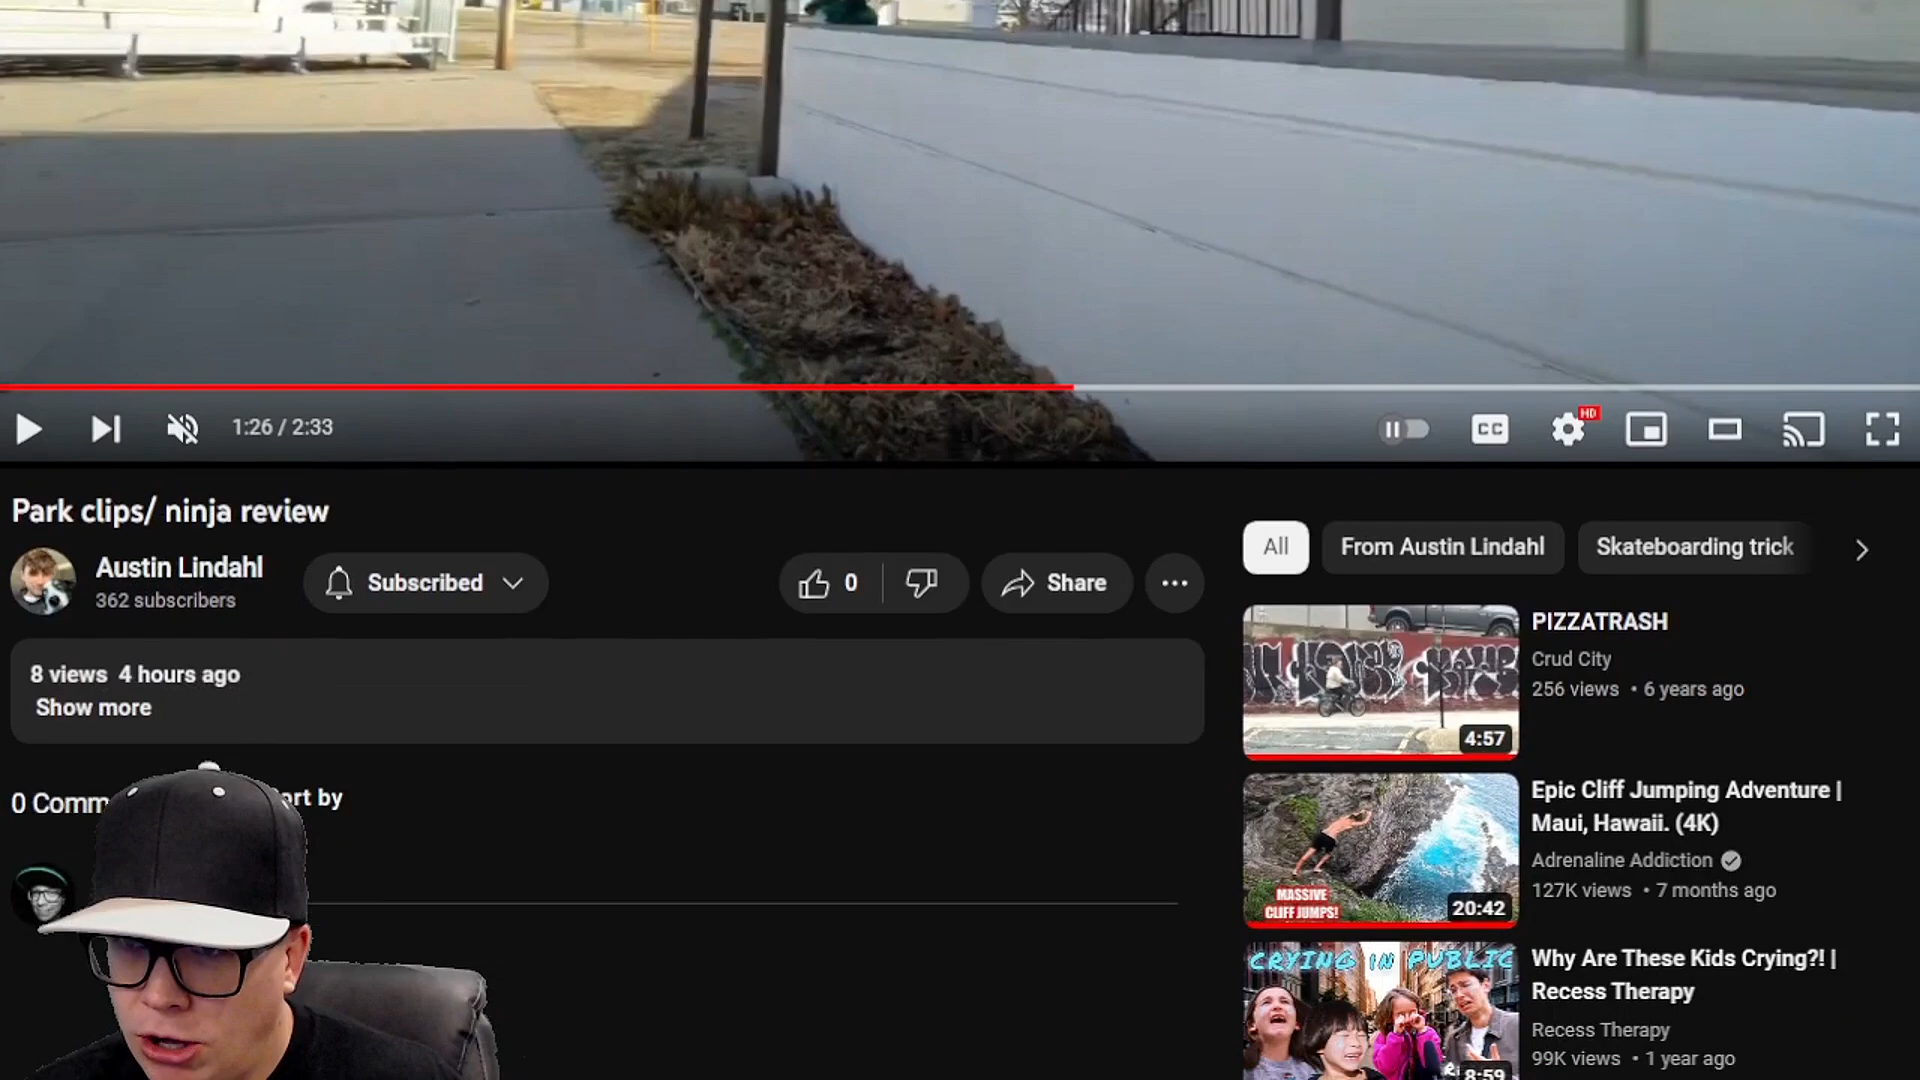 1:26 / 2:33
CC
HD
Park clips/ ninja review
Austin Lindahl
362 subscribers
Subscribed
0
Share
8 views 4 hours ago
Show more
0 Comm
ort by
All
From Austin Lindahl
Skateboarding trick
4:57
PIZZATRASH
Crud City
256 views • 6 years ago
MASSIVE
CLIFF JUMPS!
20:42
Epic Cliff Jumping Adventure |
Maui, Hawaii. (4K)
Adrenaline Addiction
127K views • 7 months ago
CRYING IN PUBLIC
8:59
Why Are These Kids Crying?! |
Recess Therapy
Recess Therapy
99K views • 1 year ago